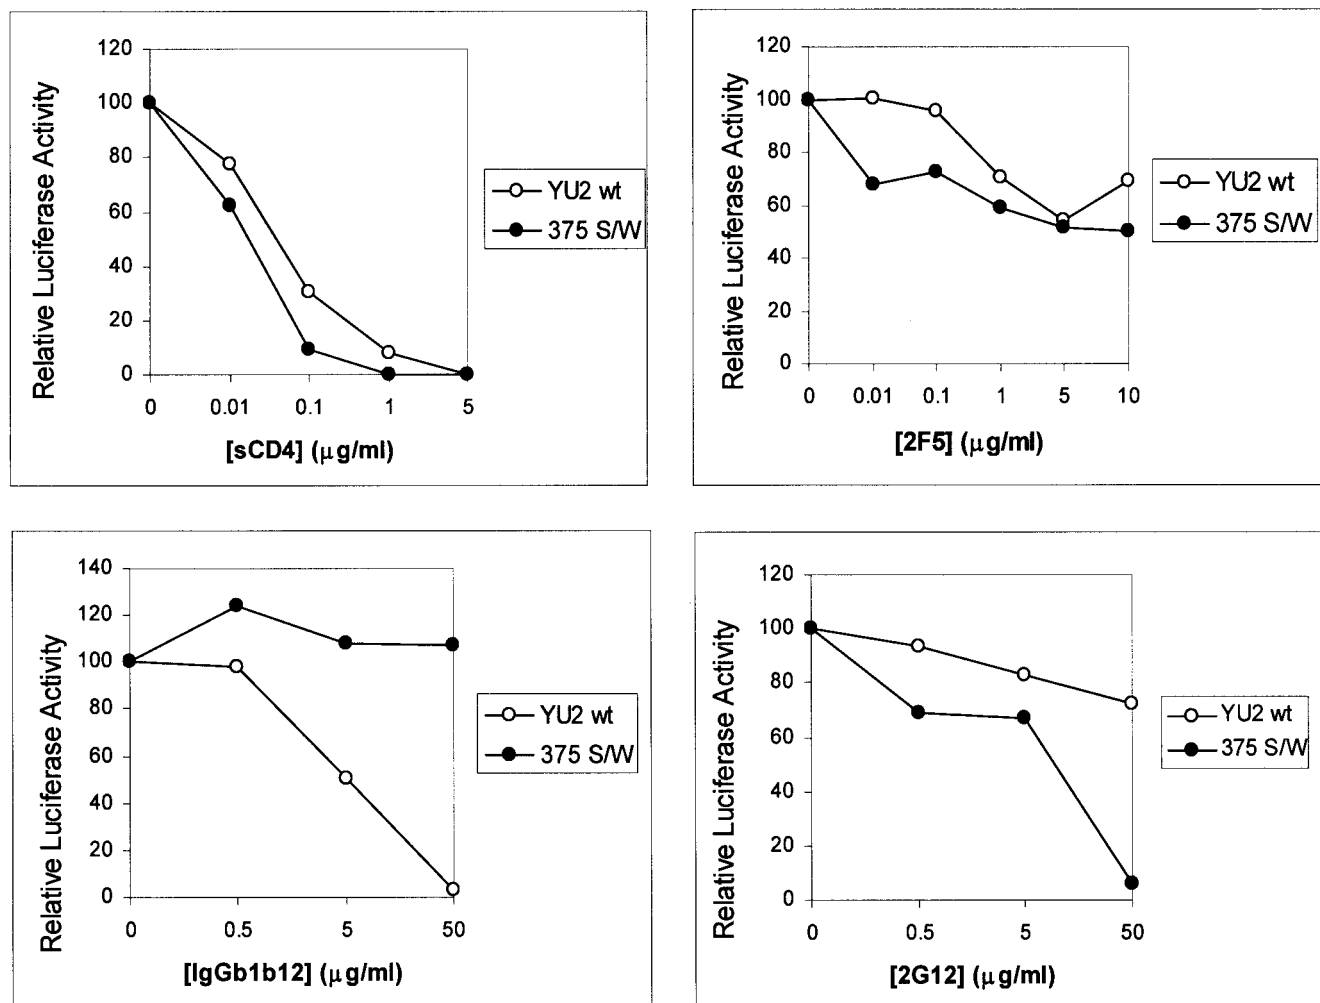 120
100
80
60
40
20
0
Relative Luciferase Activity
0 0.01 0.1 1 5
[sCD4] (μg/ml)
YU2 wt
375 S/W
120
100
80
60
40
20
0
Relative Luciferase Activity
0 0.01 0.1 1 5 10
[2F5] (μg/ml)
YU2 wt
375 S/W
140
120
100
80
60
40
20
0
Relative Luciferase Activity
0 0.5 5 50
[IgGb1b12] (μg/ml)
YU2 wt
375 S/W
120
100
80
60
40
20
0
Relative Luciferase Activity
0 0.5 5 50
[2G12] (μg/ml)
YU2 wt
375 S/W